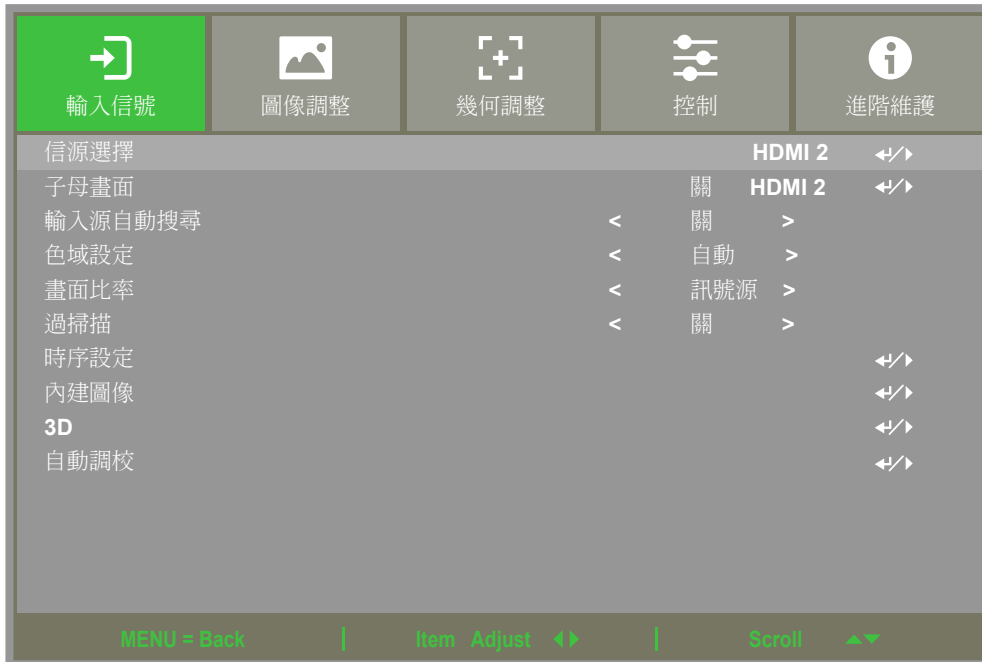 輸入信號 圖像調整 幾何調整 控制 進階維護
信源選擇 HDMI 2
子母畫面 關 HDMI 2
輸入源自動搜尋 < 關 >
色域設定 < 自動 >
畫面比率 < 訊號源 >
過掃描 < 關 >
時序設定
內建圖像
3D
自動調校
MENU = Back | Item Adjust | Scroll